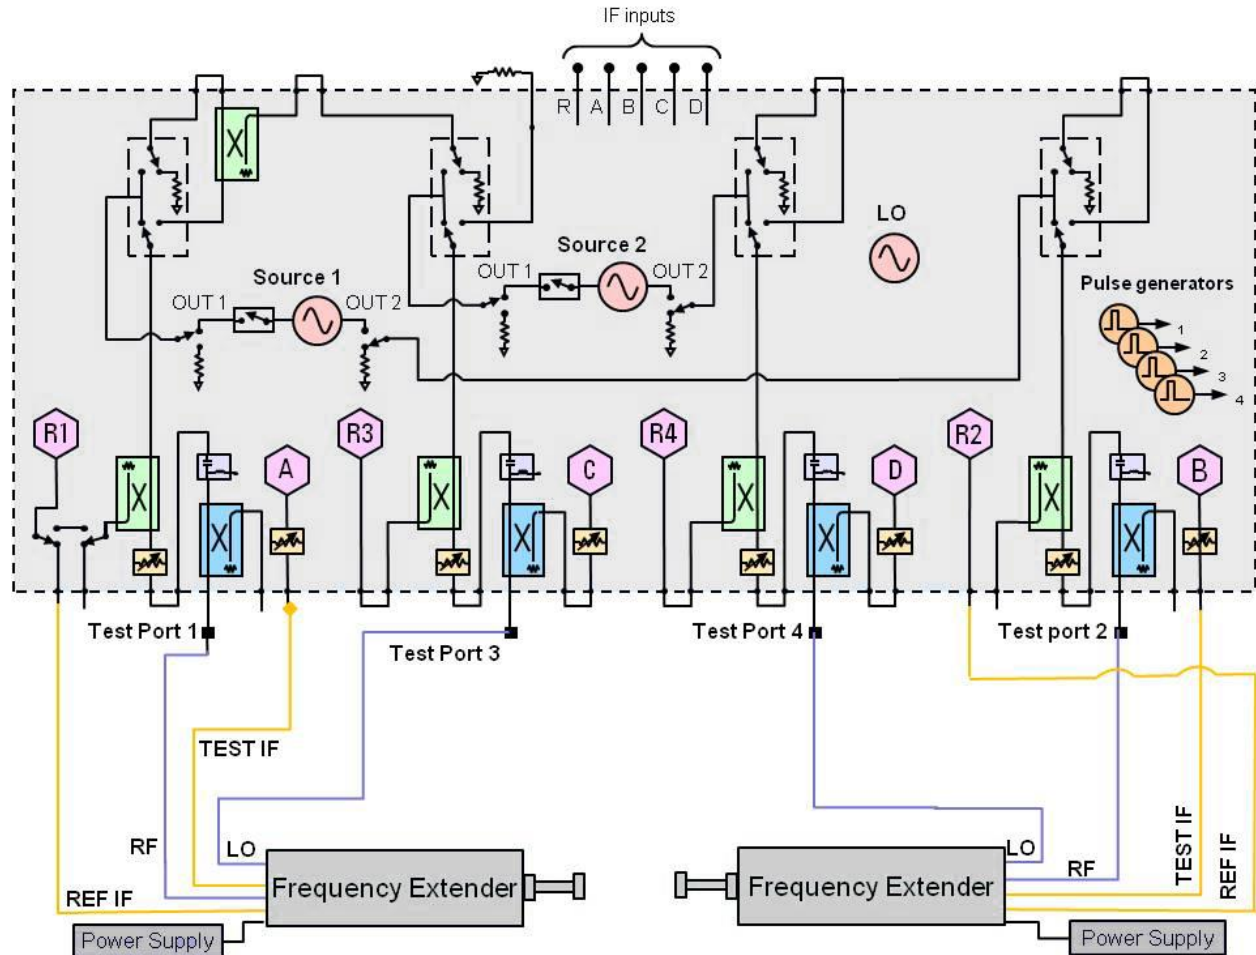 IF inputs
R A B C D
LO
Source 2
OUT 1
OUT 2
Source 1
OUT 1
OUT 2
Pulse generators
1
2
3
4
R1
A
R3
C
R4
D
R2
B
X
X
X
X
X
X
X
X
X
Test Port 1
Test Port 3
Test Port 4
Test port 2
TEST IF
RF
LO
REF IF
Frequency Extender
Power Supply
LO
RF
TEST IF
REF IF
Frequency Extender
Power Supply